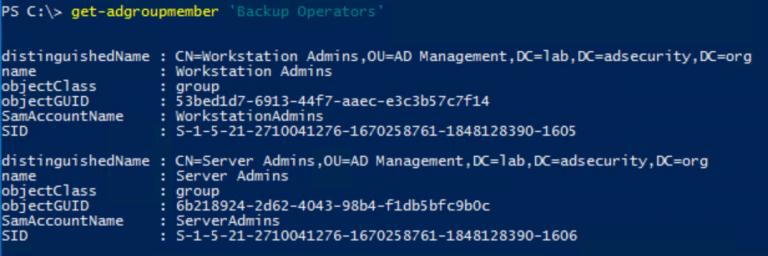 PS C:\> get-adgroupmember 'Backup Operators'
distinguishedName : CN=Workstation Admins,OU=AD Management,DC=lab,DC=adsecurity,DC=org
name : Workstation Admins
objectClass : group
objectGUID : 53bed1d7-6913-44f7-aaec-e3c3b57c7f14
SamAccountName : WorkstationAdmins
SID : S-1-5-21-2710041276-1670258761-1848128390-1605
distinguishedName : CN=Server Admins,OU=AD Management,DC=lab,DC=adsecurity,DC=org
name : Server Admins
objectClass : group
objectGUID : 6b218924-2d62-4043-98b4-f1db5bfc9b0c
SamAccountName : ServerAdmins
SID : S-1-5-21-2710041276-1670258761-1848128390-1606